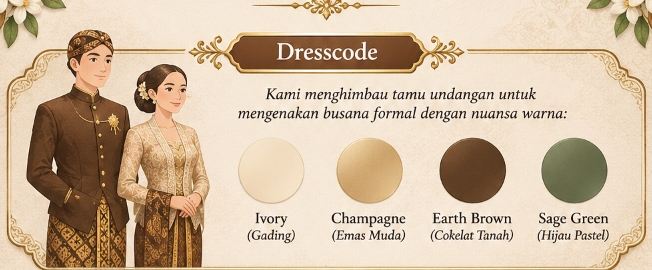 Dresscode
Kami menghimbau tamu undangan untuk
mengenakan busana formal dengan nuansa warna:
Ivory
(Gading)
Champagne
(Emas Muda)
Earth Brown
(Cokelat Tanah)
Sage Green
(Hijau Pastel)